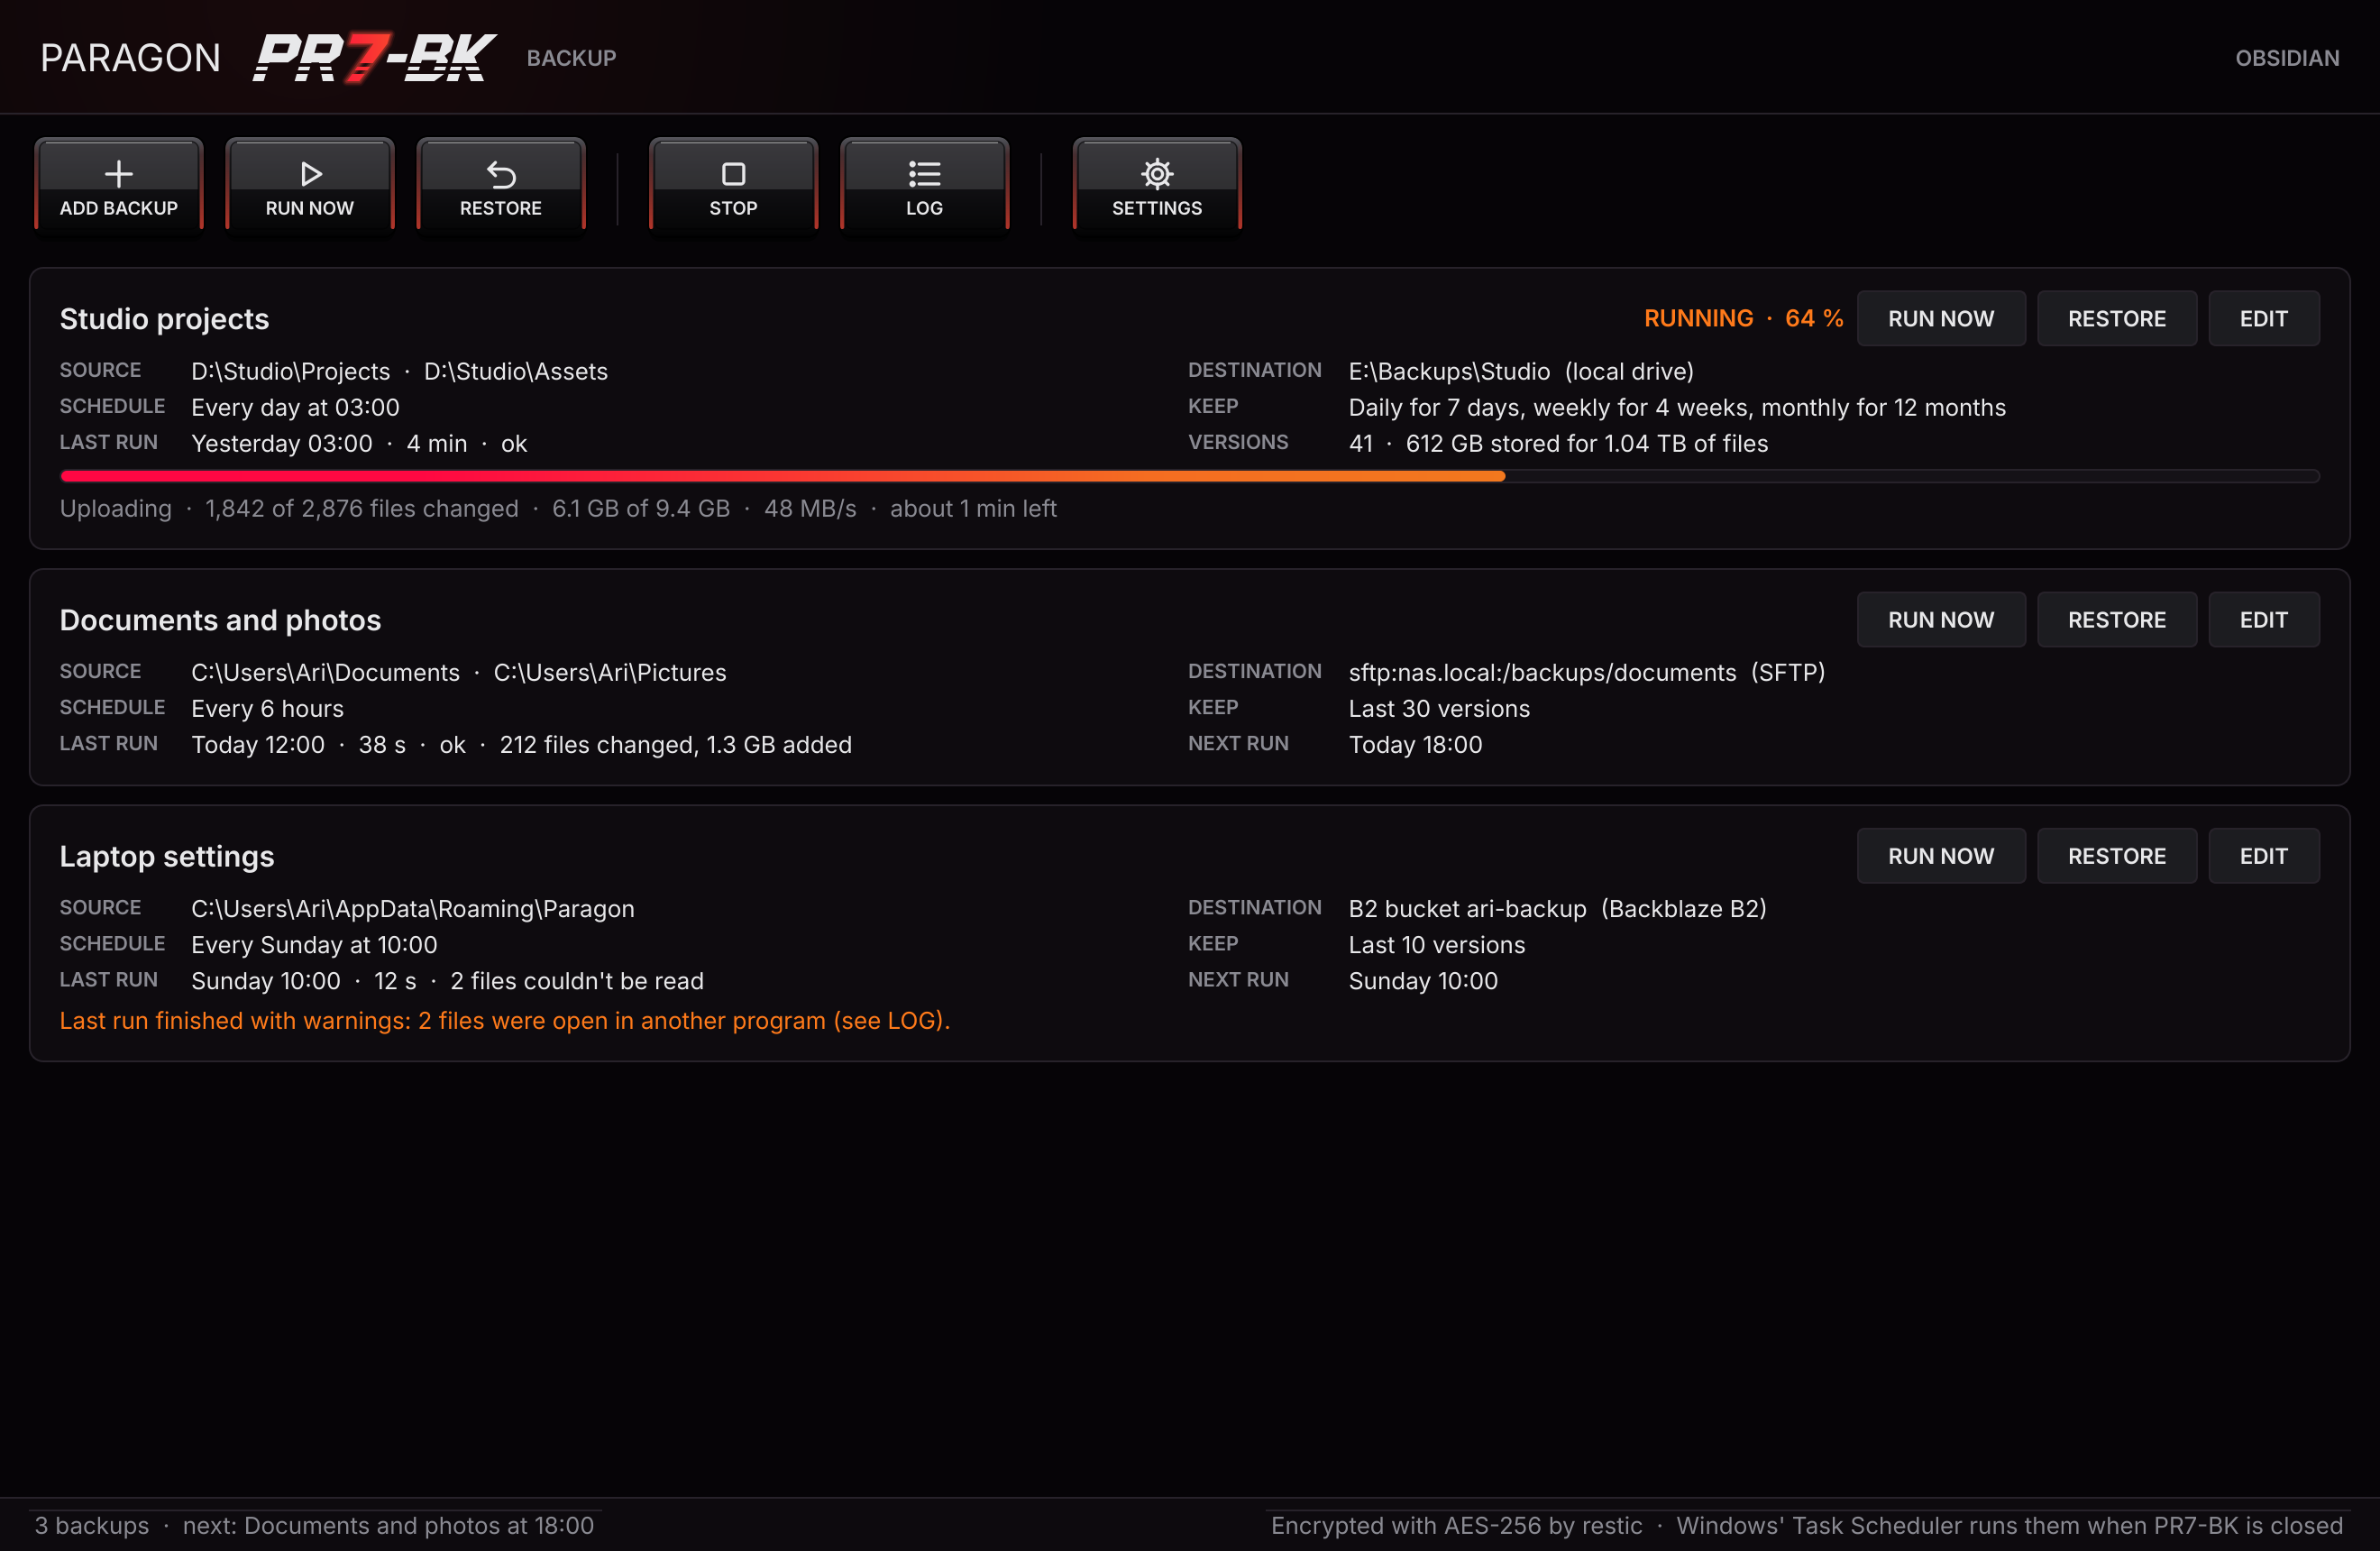 PARAGON PR7-BK BACKUP OBSIDIAN
ADD BACKUP RUN NOW RESTORE STOP LOG SETTINGS
Studio projects RUNNING · 64 % RUN NOW RESTORE EDIT
SOURCE D:\Studio\Projects · D:\Studio\Assets DESTINATION E:\Backups\Studio (local drive)
SCHEDULE Every day at 03:00 KEEP Daily for 7 days, weekly for 4 weeks, monthly for 12 months
LAST RUN Yesterday 03:00 · 4 min · ok VERSIONS 41 · 612 GB stored for 1.04 TB of files
Uploading · 1,842 of 2,876 files changed · 6.1 GB of 9.4 GB · 48 MB/s · about 1 min left
Documents and photos RUN NOW RESTORE EDIT
SOURCE C:\Users\Ari\Documents · C:\Users\Ari\Pictures DESTINATION sftp:nas.local:/backups/documents (SFTP)
SCHEDULE Every 6 hours KEEP Last 30 versions
LAST RUN Today 12:00 · 38 s · ok · 212 files changed, 1.3 GB added NEXT RUN Today 18:00
Laptop settings RUN NOW RESTORE EDIT
SOURCE C:\Users\Ari\AppData\Roaming\Paragon DESTINATION B2 bucket ari-backup (Backblaze B2)
SCHEDULE Every Sunday at 10:00 KEEP Last 10 versions
LAST RUN Sunday 10:00 · 12 s · 2 files couldn't be read NEXT RUN Sunday 10:00
Last run finished with warnings: 2 files were open in another program (see LOG).
3 backups · next: Documents and photos at 18:00 Encrypted with AES-256 by restic · Windows' Task Scheduler runs them when PR7-BK is closed